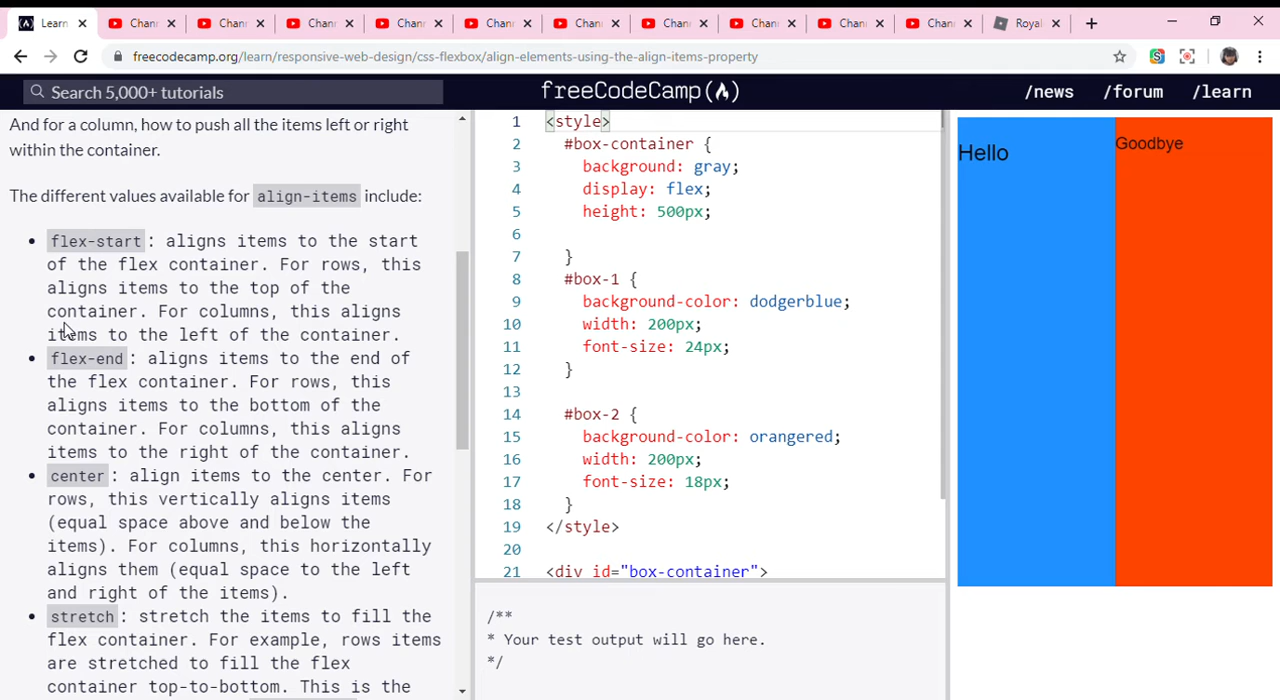 Learn
Chann
Chann
Chann
Chann
Chann
Chann
Chann
Chann
Chann
Chann
Royal
freecodecamp.org/learn/responsive-web-design/css-flexbox/align-elements-using-the-align-items-property
Search 5,000+ tutorials
freeCodeCamp
/news
/forum
/learn
And for a column, how to push all the items left or right
within the container.
The different values available for align-items include:
• flex-start: aligns items to the start
of the flex container. For rows, this
aligns items to the top of the
container. For columns, this aligns
items to the left of the container.
• flex-end: aligns items to the end of
the flex container. For rows, this
aligns items to the bottom of the
container. For columns, this aligns
items to the right of the container.
• center: align items to the center. For
rows, this vertically aligns items
(equal space above and below the
items). For columns, this horizontally
aligns them (equal space to the left
and right of the items).
• stretch: stretch the items to fill the
flex container. For example, rows items
are stretched to fill the flex
container top-to-bottom. This is the
1 <style>
2 #box-container {
3 background: gray;
4 display: flex;
5 height: 500px;
6
7 }
8 #box-1 {
9 background-color: dodgerblue;
10 width: 200px;
11 font-size: 24px;
12 }
13
14 #box-2 {
15 background-color: orangered;
16 width: 200px;
17 font-size: 18px;
18 }
19 </style>
20
21 <div id="box-container">
/**
* Your test output will go here.
*/
Hello
Goodbye